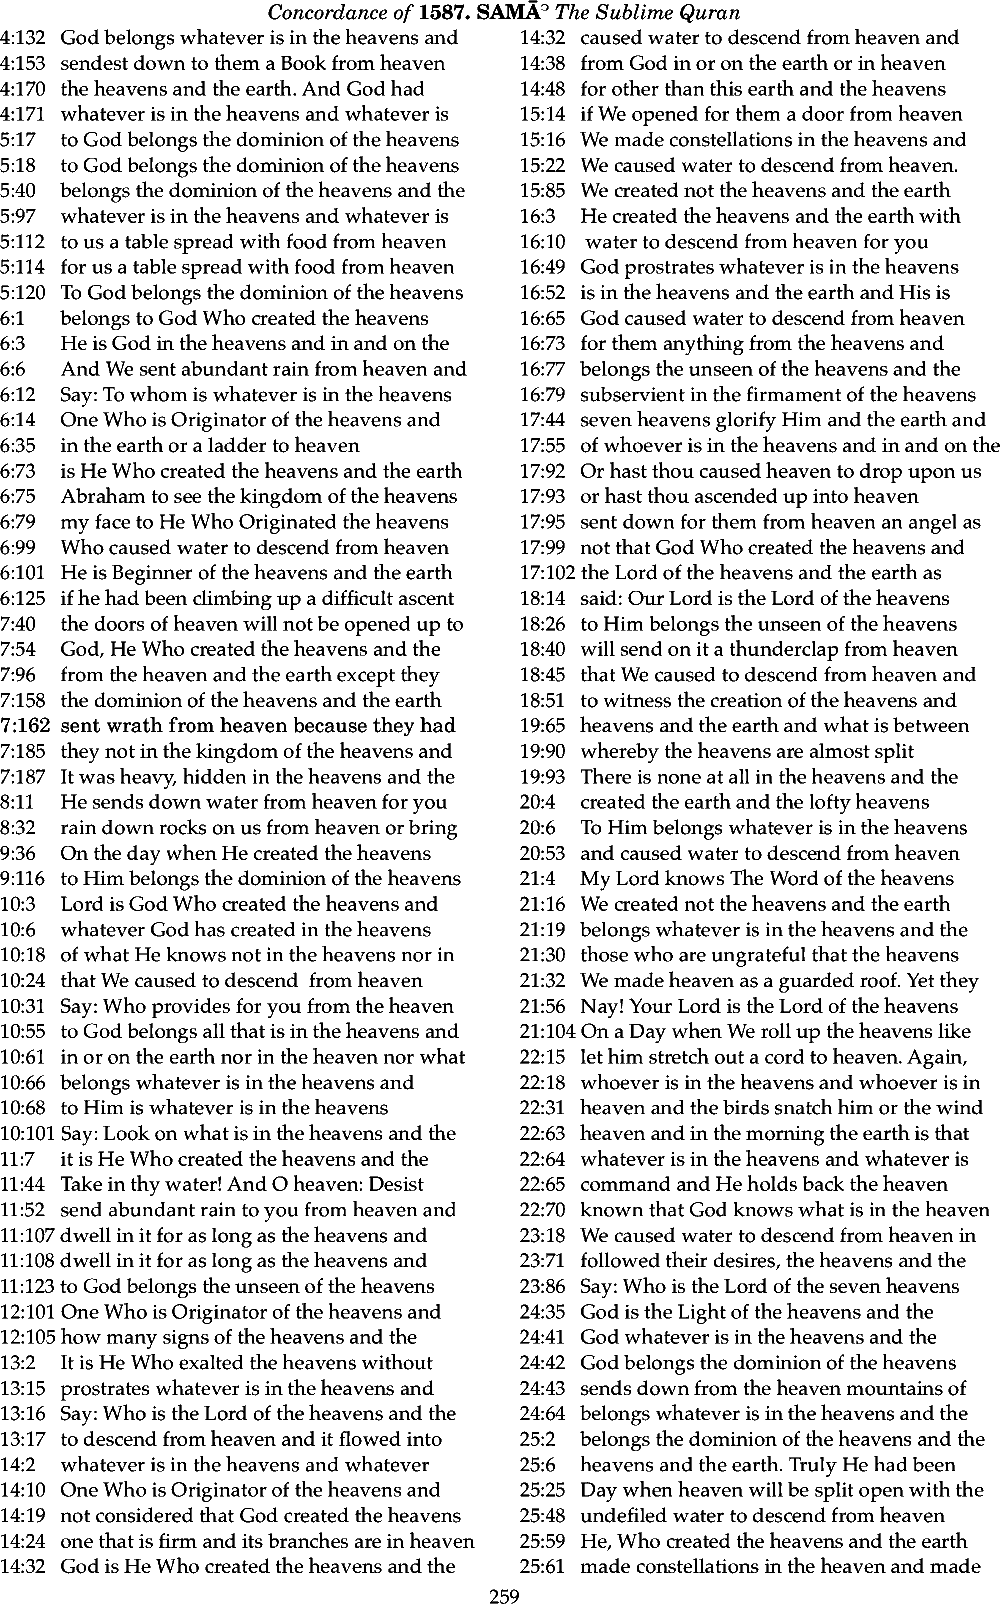 Concordance of 1587. SAMĀ᾿ The Sublime Quran
4:132 God belongs whatever is in the heavens and
4:153 sendest down to them a Book from heaven
4:170 the heavens and the earth. And God had
4:171 whatever is in the heavens and whatever is
5:17 to God belongs the dominion of the heavens
5:18 to God belongs the dominion of the heavens
5:40 belongs the dominion of the heavens and the
5:97 whatever is in the heavens and whatever is
5:112 to us a table spread with food from heaven
5:114 for us a table spread with food from heaven
5:120 To God belongs the dominion of the heavens
6:1 belongs to God Who created the heavens
6:3 He is God in the heavens and in and on the
6:6 And We sent abundant rain from heaven and
6:12 Say: To whom is whatever is in the heavens
6:14 One Who is Originator of the heavens and
6:35 in the earth or a ladder to heaven
6:73 is He Who created the heavens and the earth
6:75 Abraham to see the kingdom of the heavens
6:79 my face to He Who Originated the heavens
6:99 Who caused water to descend from heaven
6:101 He is Beginner of the heavens and the earth
6:125 if he had been climbing up a difficult ascent
7:40 the doors of heaven will not be opened up to
7:54 God, He Who created the heavens and the
7:96 from the heaven and the earth except they
7:158 the dominion of the heavens and the earth
7:162 sent wrath from heaven because they had
7:185 they not in the kingdom of the heavens and
7:187 It was heavy, hidden in the heavens and the
8:11 He sends down water from heaven for you
8:32 rain down rocks on us from heaven or bring
9:36 On the day when He created the heavens
9:116 to Him belongs the dominion of the heavens
10:3 Lord is God Who created the heavens and
10:6 whatever God has created in the heavens
10:18 of what He knows not in the heavens nor in
10:24 that We caused to descend from heaven
10:31 Say: Who provides for you from the heaven
10:55 to God belongs all that is in the heavens and
10:61 in or on the earth nor in the heaven nor what
10:66 belongs whatever is in the heavens and
10:68 to Him is whatever is in the heavens
10:101 Say: Look on what is in the heavens and the
11:7 it is He Who created the heavens and the
11:44 Take in thy water! And O heaven: Desist
11:52 send abundant rain to you from heaven and
11:107 dwell in it for as long as the heavens and
11:108 dwell in it for as long as the heavens and
11:123 to God belongs the unseen of the heavens
12:101 One Who is Originator of the heavens and
12:105 how many signs of the heavens and the
13:2 It is He Who exalted the heavens without
13:15 prostrates whatever is in the heavens and
13:16 Say: Who is the Lord of the heavens and the
13:17 to descend from heaven and it flowed into
14:2 whatever is in the heavens and whatever
14:10 One Who is Originator of the heavens and
14:19 not considered that God created the heavens
14:24 one that is firm and its branches are in heaven
14:32 God is He Who created the heavens and the
14:32 caused water to descend from heaven and
14:38 from God in or on the earth or in heaven
14:48 for other than this earth and the heavens
15:14 if We opened for them a door from heaven
15:16 We made constellations in the heavens and
15:22 We caused water to descend from heaven.
15:85 We created not the heavens and the earth
16:3 He created the heavens and the earth with
16:10 water to descend from heaven for you
16:49 God prostrates whatever is in the heavens
16:52 is in the heavens and the earth and His is
16:65 God caused water to descend from heaven
16:73 for them anything from the heavens and
16:77 belongs the unseen of the heavens and the
16:79 subservient in the firmament of the heavens
17:44 seven heavens glorify Him and the earth and
17:55 of whoever is in the heavens and in and on the
17:92 Or hast thou caused heaven to drop upon us
17:93 or hast thou ascended up into heaven
17:95 sent down for them from heaven an angel as
17:99 not that God Who created the heavens and
17:102 the Lord of the heavens and the earth as
18:14 said: Our Lord is the Lord of the heavens
18:26 to Him belongs the unseen of the heavens
18:40 will send on it a thunderclap from heaven
18:45 that We caused to descend from heaven and
18:51 to witness the creation of the heavens and
19:65 heavens and the earth and what is between
19:90 whereby the heavens are almost split
19:93 There is none at all in the heavens and the
20:4 created the earth and the lofty heavens
20:6 To Him belongs whatever is in the heavens
20:53 and caused water to descend from heaven
21:4 My Lord knows The Word of the heavens
21:16 We created not the heavens and the earth
21:19 belongs whatever is in the heavens and the
21:30 those who are ungrateful that the heavens
21:32 We made heaven as a guarded roof. Yet they
21:56 Nay! Your Lord is the Lord of the heavens
21:104 On a Day when We roll up the heavens like
22:15 let him stretch out a cord to heaven. Again,
22:18 whoever is in the heavens and whoever is in
22:31 heaven and the birds snatch him or the wind
22:63 heaven and in the morning the earth is that
22:64 whatever is in the heavens and whatever is
22:65 command and He holds back the heaven
22:70 known that God knows what is in the heaven
23:18 We caused water to descend from heaven in
23:71 followed their desires, the heavens and the
23:86 Say: Who is the Lord of the seven heavens
24:35 God is the Light of the heavens and the
24:41 God whatever is in the heavens and the
24:42 God belongs the dominion of the heavens
24:43 sends down from the heaven mountains of
24:64 belongs whatever is in the heavens and the
25:2 belongs the dominion of the heavens and the
25:6 heavens and the earth. Truly He had been
25:25 Day when heaven will be split open with the
25:48 undefiled water to descend from heaven
25:59 He, Who created the heavens and the earth
25:61 made constellations in the heaven and made
259